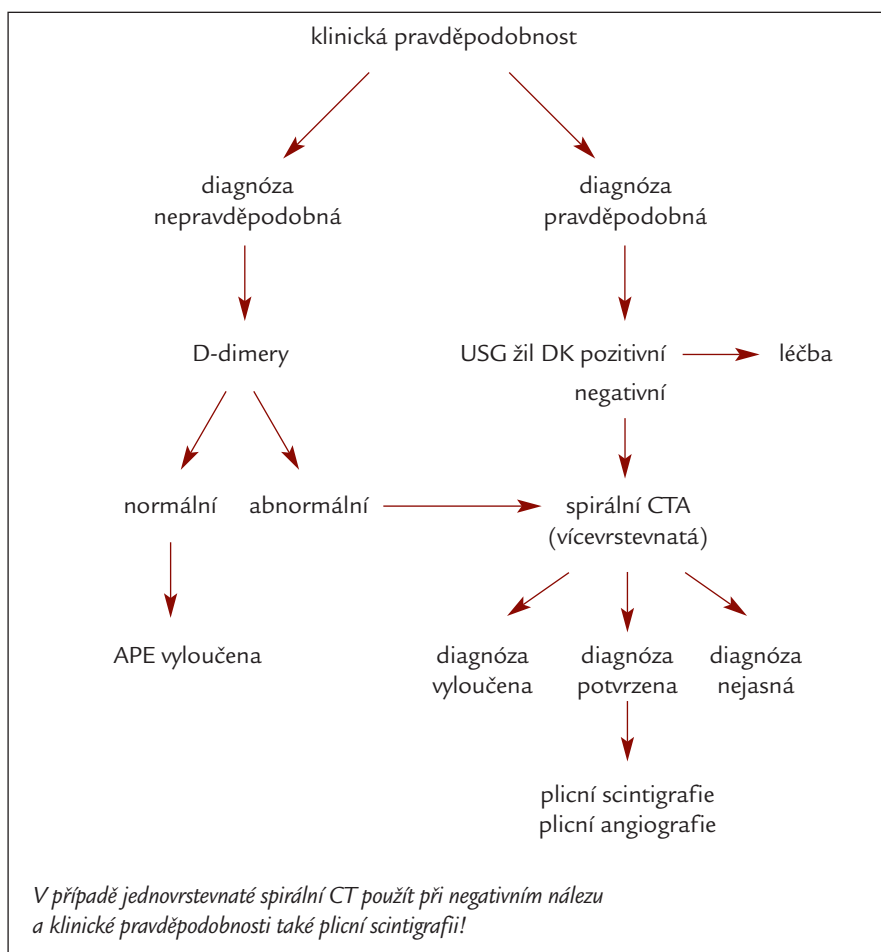 klinická pravděpodobnost
diagnóza
nepravděpodobná
diagnóza
pravděpodobná
D-dimery
USG žil DK pozitivní
léčba
negativní
normální
abnormální
spirální CTA
(vícevrstevnatá)
APE vyloučena
diagnóza
vyloučena
diagnóza
potvrzena
diagnóza
nejasná
plicní scintigrafie
plicní angiografie
V případě jednovrstevnaté spirální CT použít při negativním nálezu
a klinické pravděpodobnosti také plicní scintigrafii!